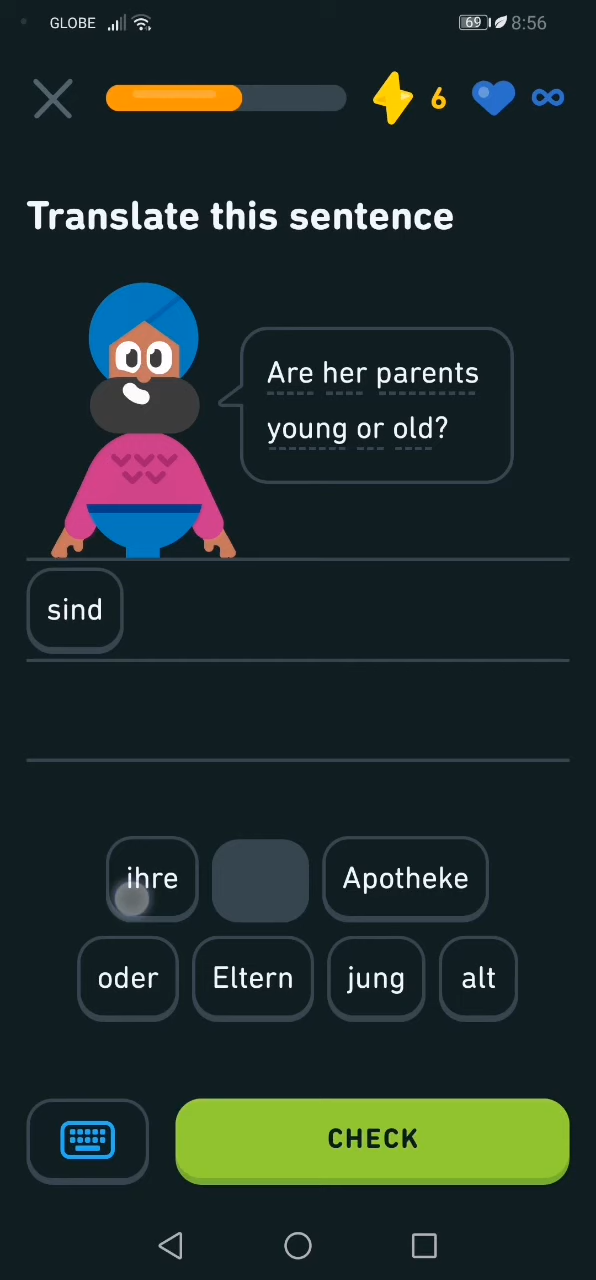 GLOBE 69 8:56
6 ∞
Translate this sentence
Are her parents
young or old?
sind
ihre Apotheke
oder Eltern jung alt
CHECK